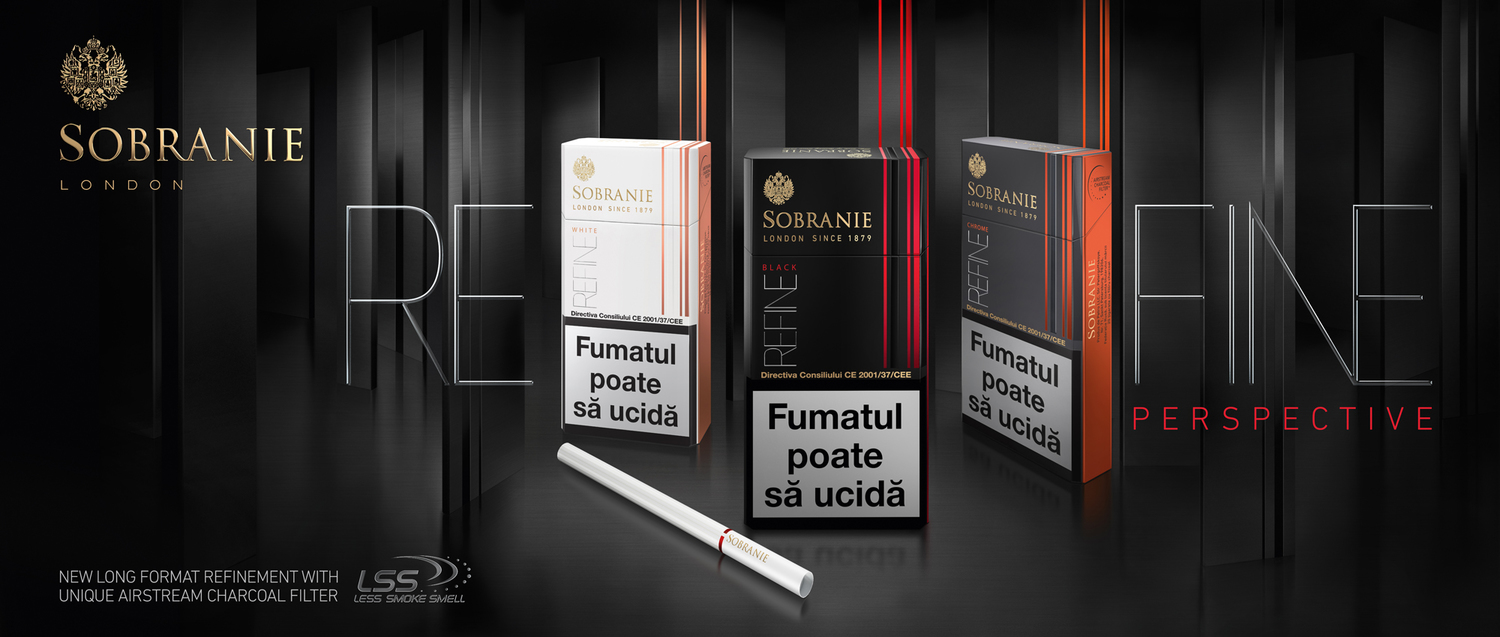 SOBRANIE
LONDON
REFINE
PERSPECTIVE
SOBRANIE
LONDON SINCE 1879
WHITE
REFINE
Directiva Consiliului CE 2001/37/CEE
Fumatul
poate
să ucidă
SOBRANIE
SOBRANIE
SOBRANIE
LONDON SINCE 1879
BLACK
REFINE
Directiva Consiliului CE 2001/37/CEE
Fumatul
poate
să ucidă
SOBRANIE
LONDON SINCE 1879
CHROME
REFINE
Directiva Consiliului CE 2001/37/CEE
Fumatul
poate
să ucidă
SOBRANIE
SOBRANIE
NEW LONG FORMAT REFINEMENT WITH
UNIQUE AIRSTREAM CHARCOAL FILTER
LSS
LESS SMOKE SMELL